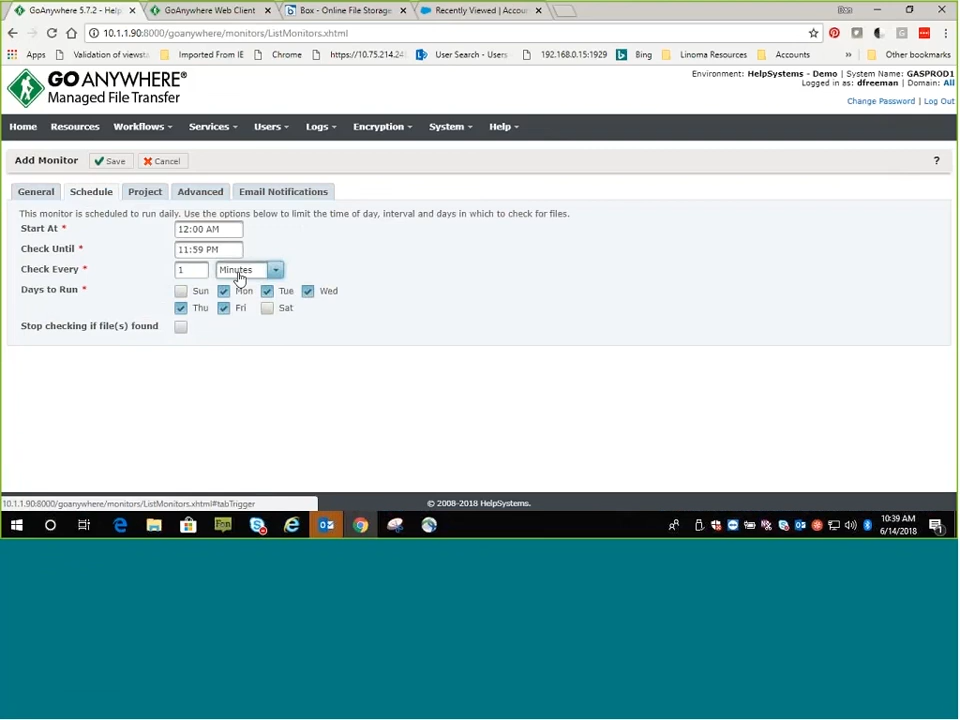 GoAnywhere 5.7.2 - Help
GoAnywhere Web Client
Box - Online File Storage
Recently Viewed | Accou
10.1.1.90:8000/goanywhere/monitors/ListMonitors.xhtml
Apps
Validation of viewsta
Imported From IE
Chrome
https://10.75.214.24
User Search - Users
192.168.0.15:1929
Bing
Linoma Resources
Accounts
»
Other bookmarks
GOANYWHERE®
Managed File Transfer
Environment: HelpSystems - Demo | System Name: GASPROD1
Logged in as: dfreeman | Domain: All
Change Password | Log Out
Home Resources Workflows Services Users Logs Encryption System Help
Add Monitor Save Cancel ?
General Schedule Project Advanced Email Notifications
This monitor is scheduled to run daily. Use the options below to limit the time of day, interval and days in which to check for files.
Start At * 12:00 AM
Check Until * 11:59 PM
Check Every * 1 Minutes
Days to Run * Sun Mon Tue Wed
Thu Fri Sat
Stop checking if file(s) found
10.1.1.90:8000/goanywhere/monitors/ListMonitors.xhtml#tabTrigger
© 2008-2018 HelpSystems.
10:39 AM
6/14/2018